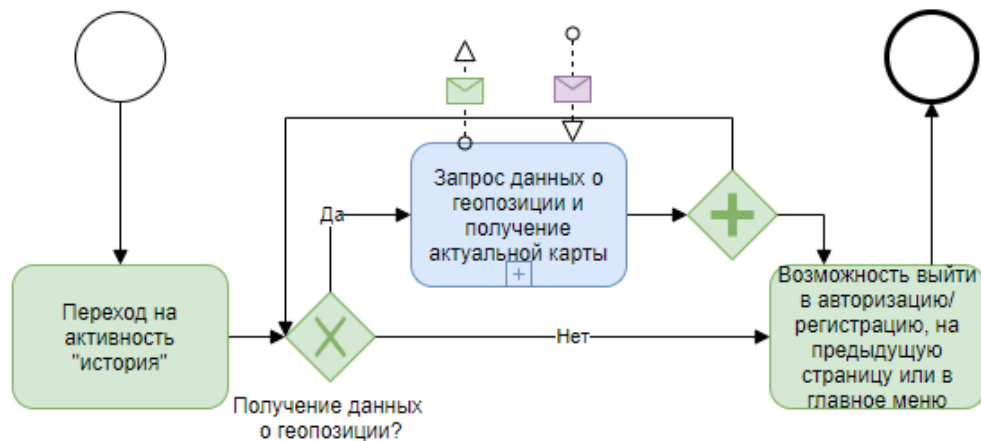 Переход на
активность
"история"
Получение данных
о геопозиции?
Да
Запрос данных о
геопозиции и
получение
актуальной карты
Нет
Возможность выйти
в авторизацию/
регистрацию, на
предыдущую
страницу или в
главное меню